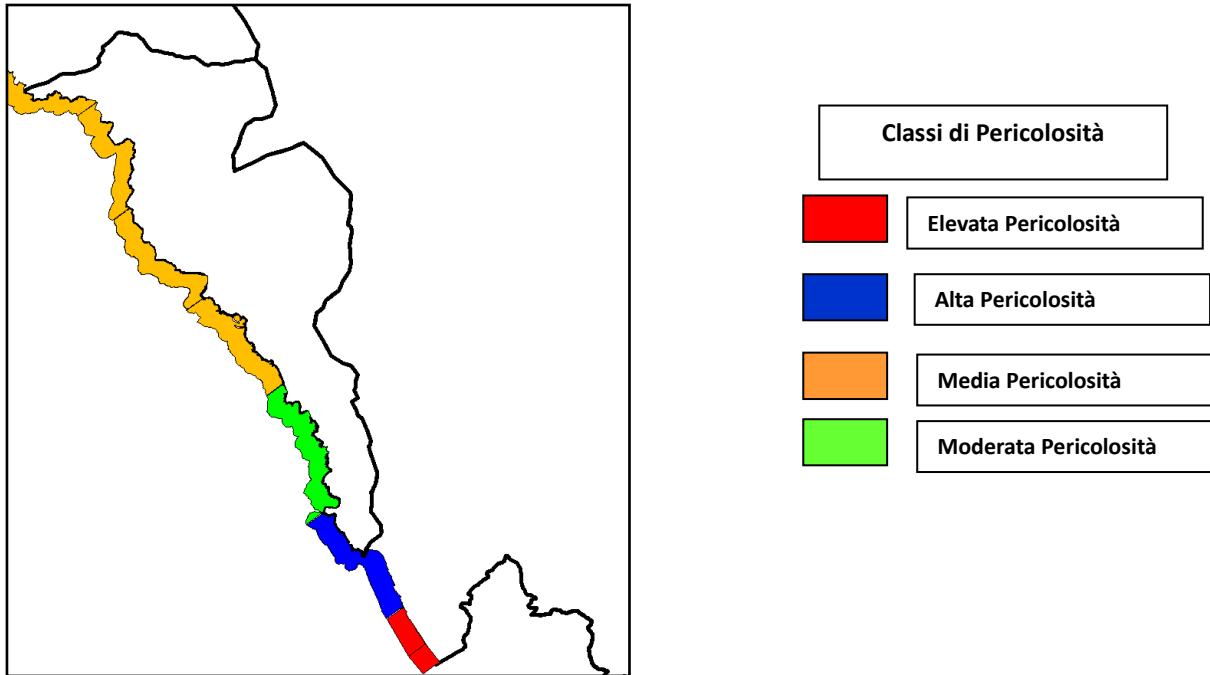 Classi di Pericolosità
Elevata Pericolosità
Alta Pericolosità
Media Pericolosità
Moderata Pericolosità